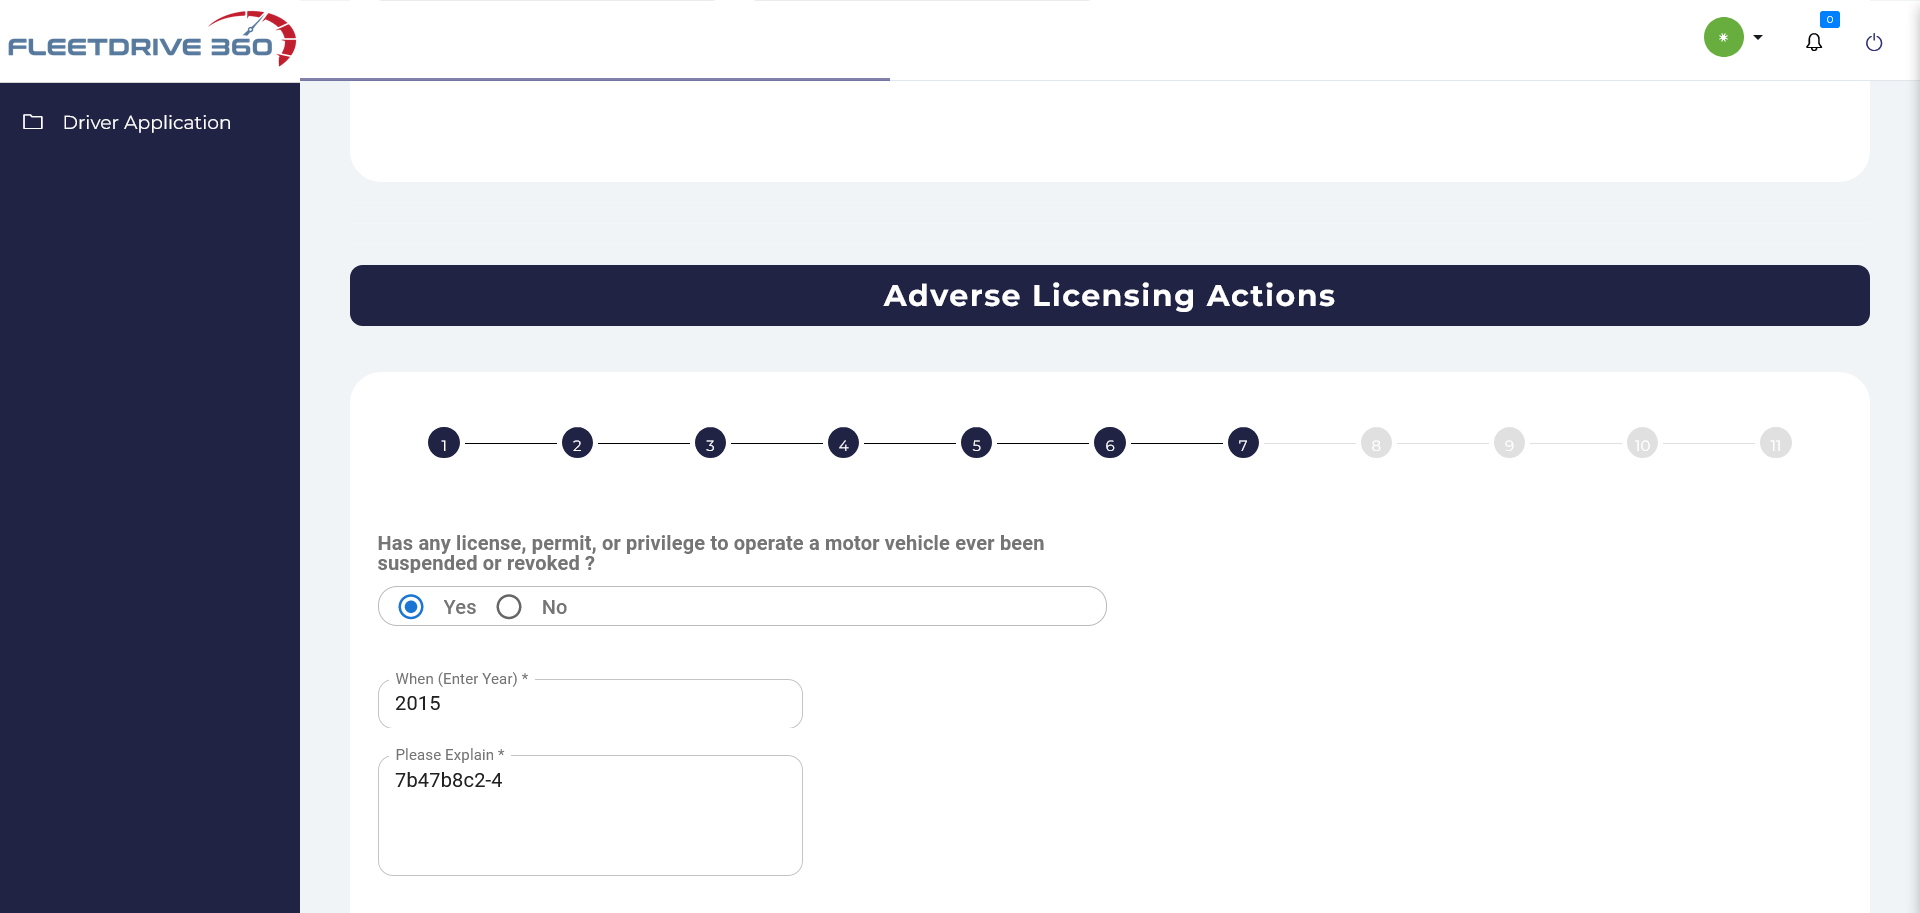 FLEETDRIVE 360
0
Driver Application
Adverse Licensing Actions
1 2 3 4 5 6 7 8 9 10 11
Has any license, permit, or privilege to operate a motor vehicle ever been
suspended or revoked ?
Yes No
When (Enter Year) *
2015
Please Explain *
7b47b8c2-4